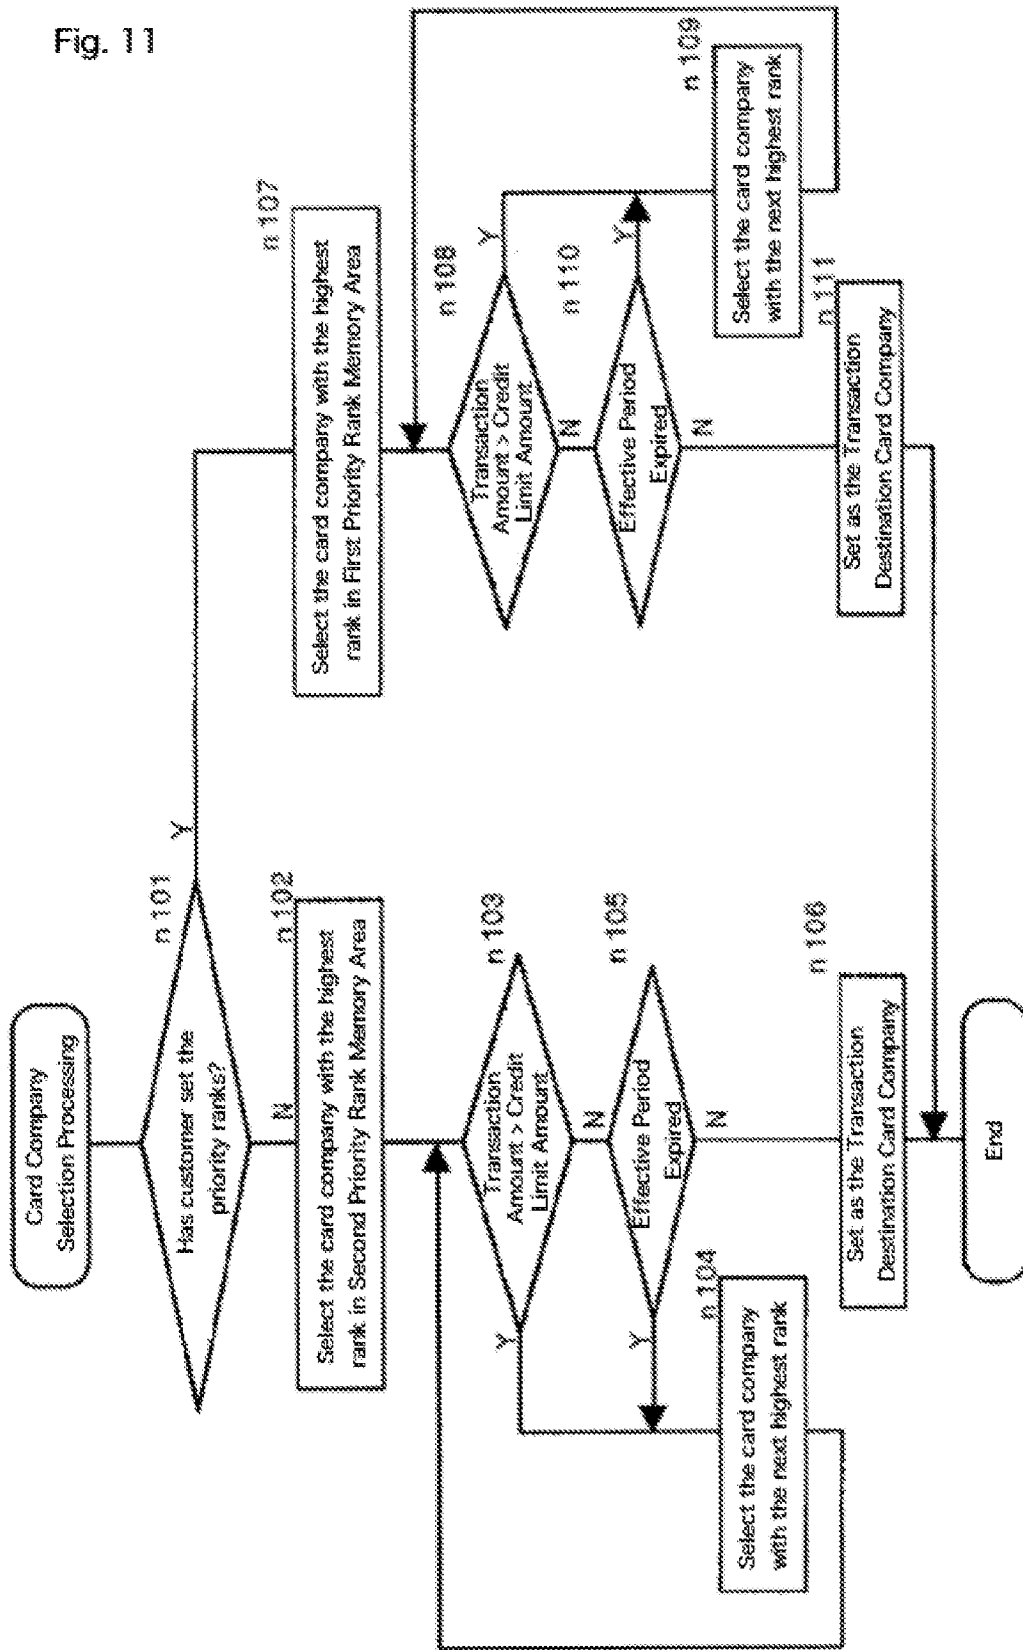 Fig. 11
Card Company
Selection Processing
n 101
Has customer set the
priority ranks?
Y
N
n 102
Select the card company with the highest
rank in Second Priority Rank Memory Area
n 103
Transaction
Amount > Credit
Limit Amount
Y
N
n 105
Effective Period
Expired
Y
N
n 104
Select the card company
with the next highest rank
n 106
Set as the Transaction
Destination Card Company
n 107
Select the card company with the highest
rank in First Priority Rank Memory Area
n 108
Transaction
Amount > Credit
Limit Amount
Y
N
n 110
Effective Period
Expired
Y
N
n 109
Select the card company
with the next highest rank
n111
Set as the Transaction
Destination Card Company
End